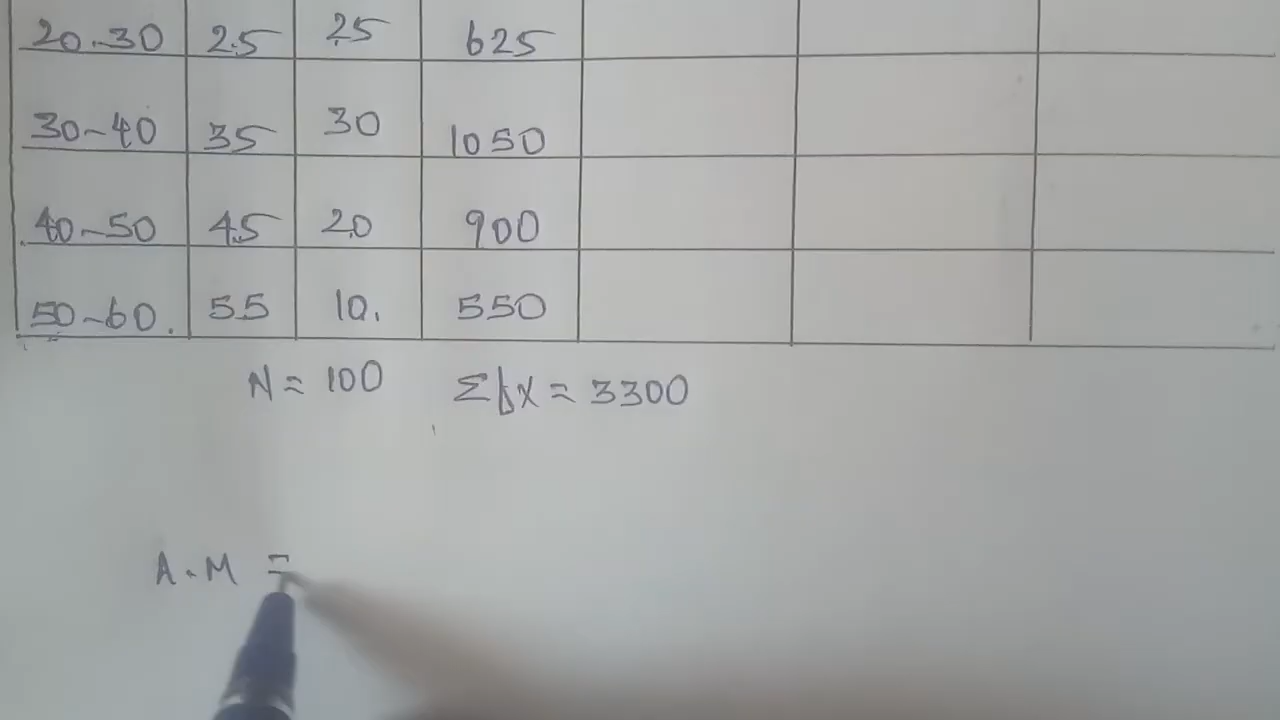 20-30 25 25 625
30-40 35 30 1050
40-50 45 20 900
50-60. 55 10. 550
N = 100 Σfx = 3300
A.M =